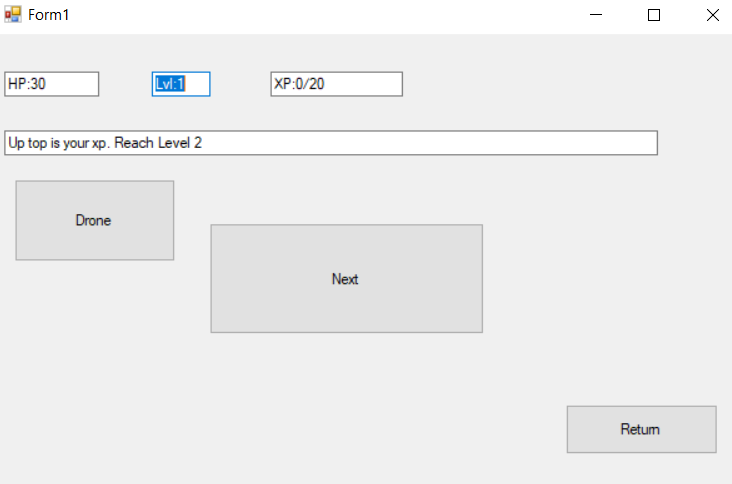 Form1
HP:30
Lvl:1
XP:0/20
Up top is your xp. Reach Level 2
Drone
Next
Return